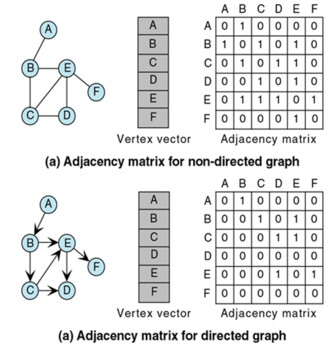 A B C D E F
A
B
C
D
E
F
A
B
C
D
E
F
A 0 1 0 0 0 0
B 1 0 1 0 1 0
C 0 1 0 1 1 0
D 0 0 1 0 1 0
E 0 1 1 1 0 1
F 0 0 0 0 1 0
Vertex vector Adjacency matrix
(a) Adjacency matrix for non-directed graph
A B C D E F
A
B
C
D
E
F
A
B
C
D
E
F
A 0 1 0 0 0 0
B 0 0 1 0 1 0
C 0 0 0 1 1 0
D 0 0 0 0 0 0
E 0 0 0 1 0 1
F 0 0 0 0 0 0
Vertex vector Adjacency matrix
(a) Adjacency matrix for directed graph